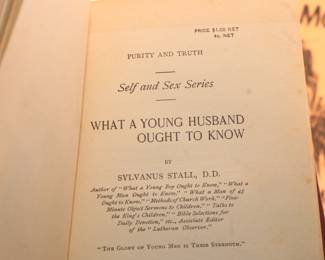 PRICE $1.00 NET
4s. NET.
PURITY AND TRUTH
Self and Sex Series
WHAT A YOUNG HUSBAND
OUGHT TO KNOW
BY
SYLVANUS STALL, D.D.
Author of "What a Young Boy Ought to Know," "What a
Young Man Ought to Know," "What a Man of 45
Ought to Know," "Methods of Church Work," "Five-
Minute Object Sermons to Children," "Talks to
the King's Children," "Bible Selections for
Daily Devotion," etc., Associate Editor
of the "Lutheran Observer."
"THE GLORY OF YOUNG MEN IS THEIR STRENGTH."